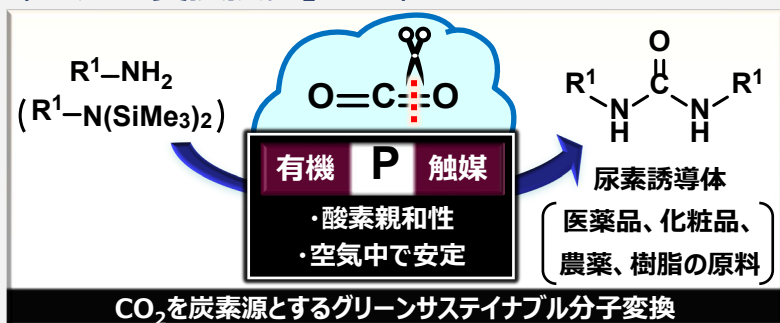 R¹–NH₂
(R¹–N(SiMe₃)₂)
O=C=O
有機 P 触媒
・酸素親和性
・空気中で安定
O
R¹ N H N H R¹
尿素誘導体
医薬品、化粧品、
農薬、樹脂の原料
CO₂を炭素源とするグリーンサステイナブル分子変換